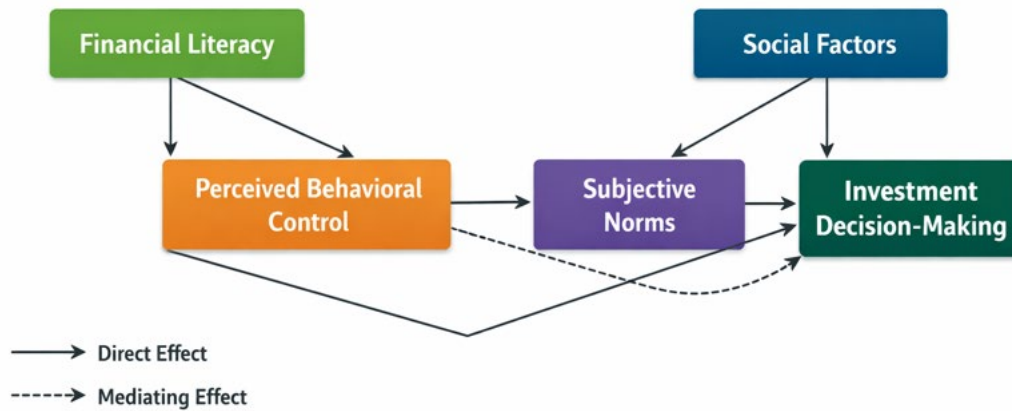 Financial Literacy
Social Factors
Perceived Behavioral
Control
Subjective
Norms
Investment
Decision-Making
Direct Effect
Mediating Effect